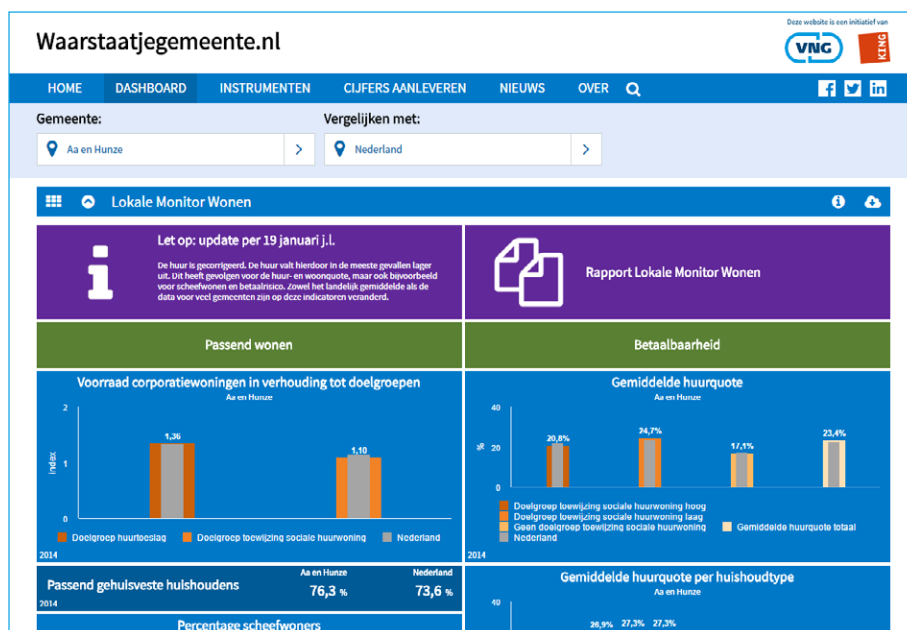 Deze website is een initiatief van
Waarstaatjegemeente.nl
VNG
KING
HOME DASHBOARD INSTRUMENTEN CIJFERS AANLEVEREN NIEUWS OVER
Gemeente: Vergelijken met:
Aa en Hunze Nederland
Lokale Monitor Wonen
Let op: update per 19 januari j.l.
De huur is gecorrigeerd. De huur valt hierdoor in de meeste gevallen lager
uit. Dit heeft gevolgen voor de huur- en woonquote, maar ook bijvoorbeeld
voor scheefwonen en betaalrisico. Zowel het landelijk gemiddelde als de
data voor veel gemeenten zijn op deze indicatoren veranderd.
Rapport Lokale Monitor Wonen
Passend wonen
Betaalbaarheid
Voorraad corporatiewoningen in verhouding tot doelgroepen
Aa en Hunze
2
1,36
1,10
index
1
0
Doelgroep huurtoeslag Doelgroep toewijzing sociale huurwoning Nederland
2014
Gemiddelde huurquote
Aa en Hunze
40
20,8% 24,7% 17,1% 23,4%
%
20
0
Doelgroep toewijzing sociale huurwoning hoog
Doelgroep toewijzing sociale huurwoning laag
Geen doelgroep toewijzing sociale huurwoning Gemiddelde huurquote totaal
Nederland
2014
Passend gehuisveste huishoudens
2014
Aa en Hunze Nederland
76,3 % 73,6 %
Percentage scheefwoners
Gemiddelde huurquote per huishoudtype
Aa en Hunze
40
26,9% 27,3% 27,3%